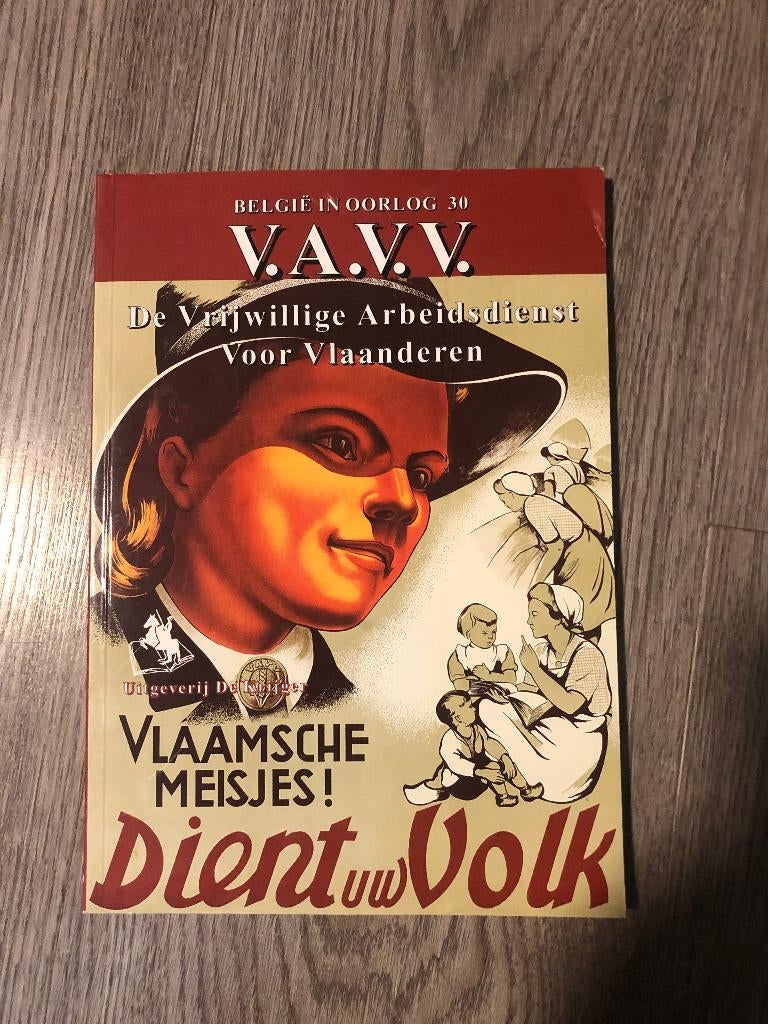 BELGIË IN OORLOG 30
V.A.V.V.
De Vrijwillige Arbeidsdienst
Voor Vlaanderen
V.A.V.V.
Uitgeverij De Krijger
VLAAMSCHE
MEISJES!
Dient uw Volk